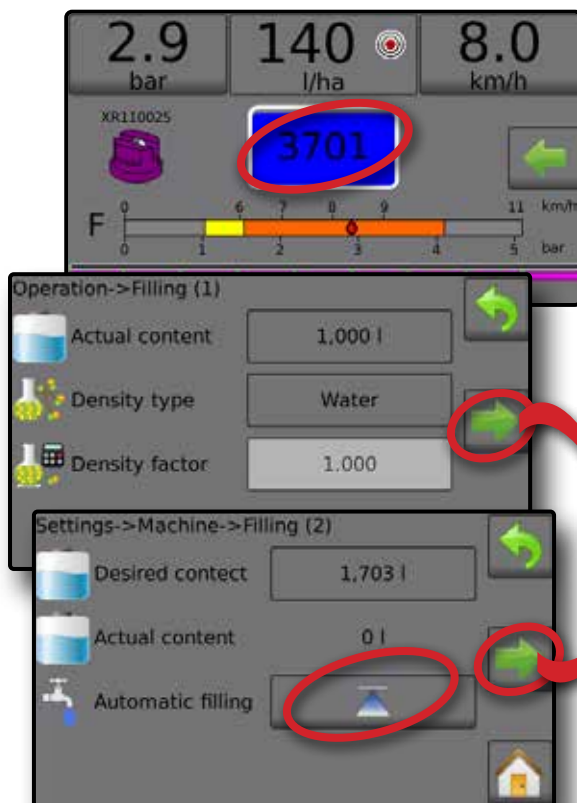 2.9 140 8.0
bar l/ha km/h
XR110025
3701
0 6 7 8 9 11 km/h
F
0 1 2 3 4 5 bar
Operation->Filling (1)
Actual content 1,000 l
Density type Water
Density factor 1.000
Settings->Machine->Filling (2)
Desired contect 1,703 l
Actual content 0 l
Automatic filling